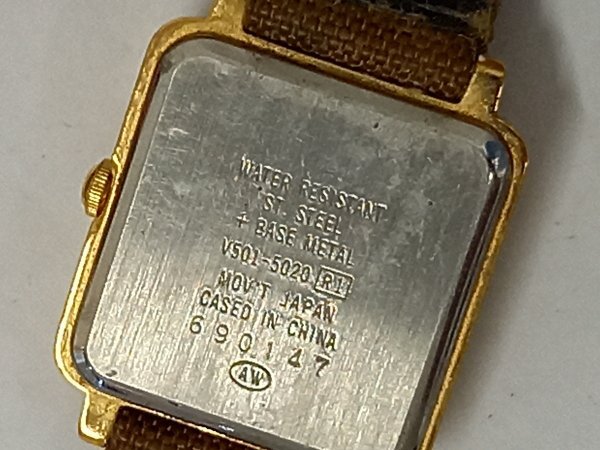 WATER RESISTANT
ST. STEEL
+ BASE METAL
V501-5020 R1
MOV'T JAPAN
CASED IN CHINA
690147
AW